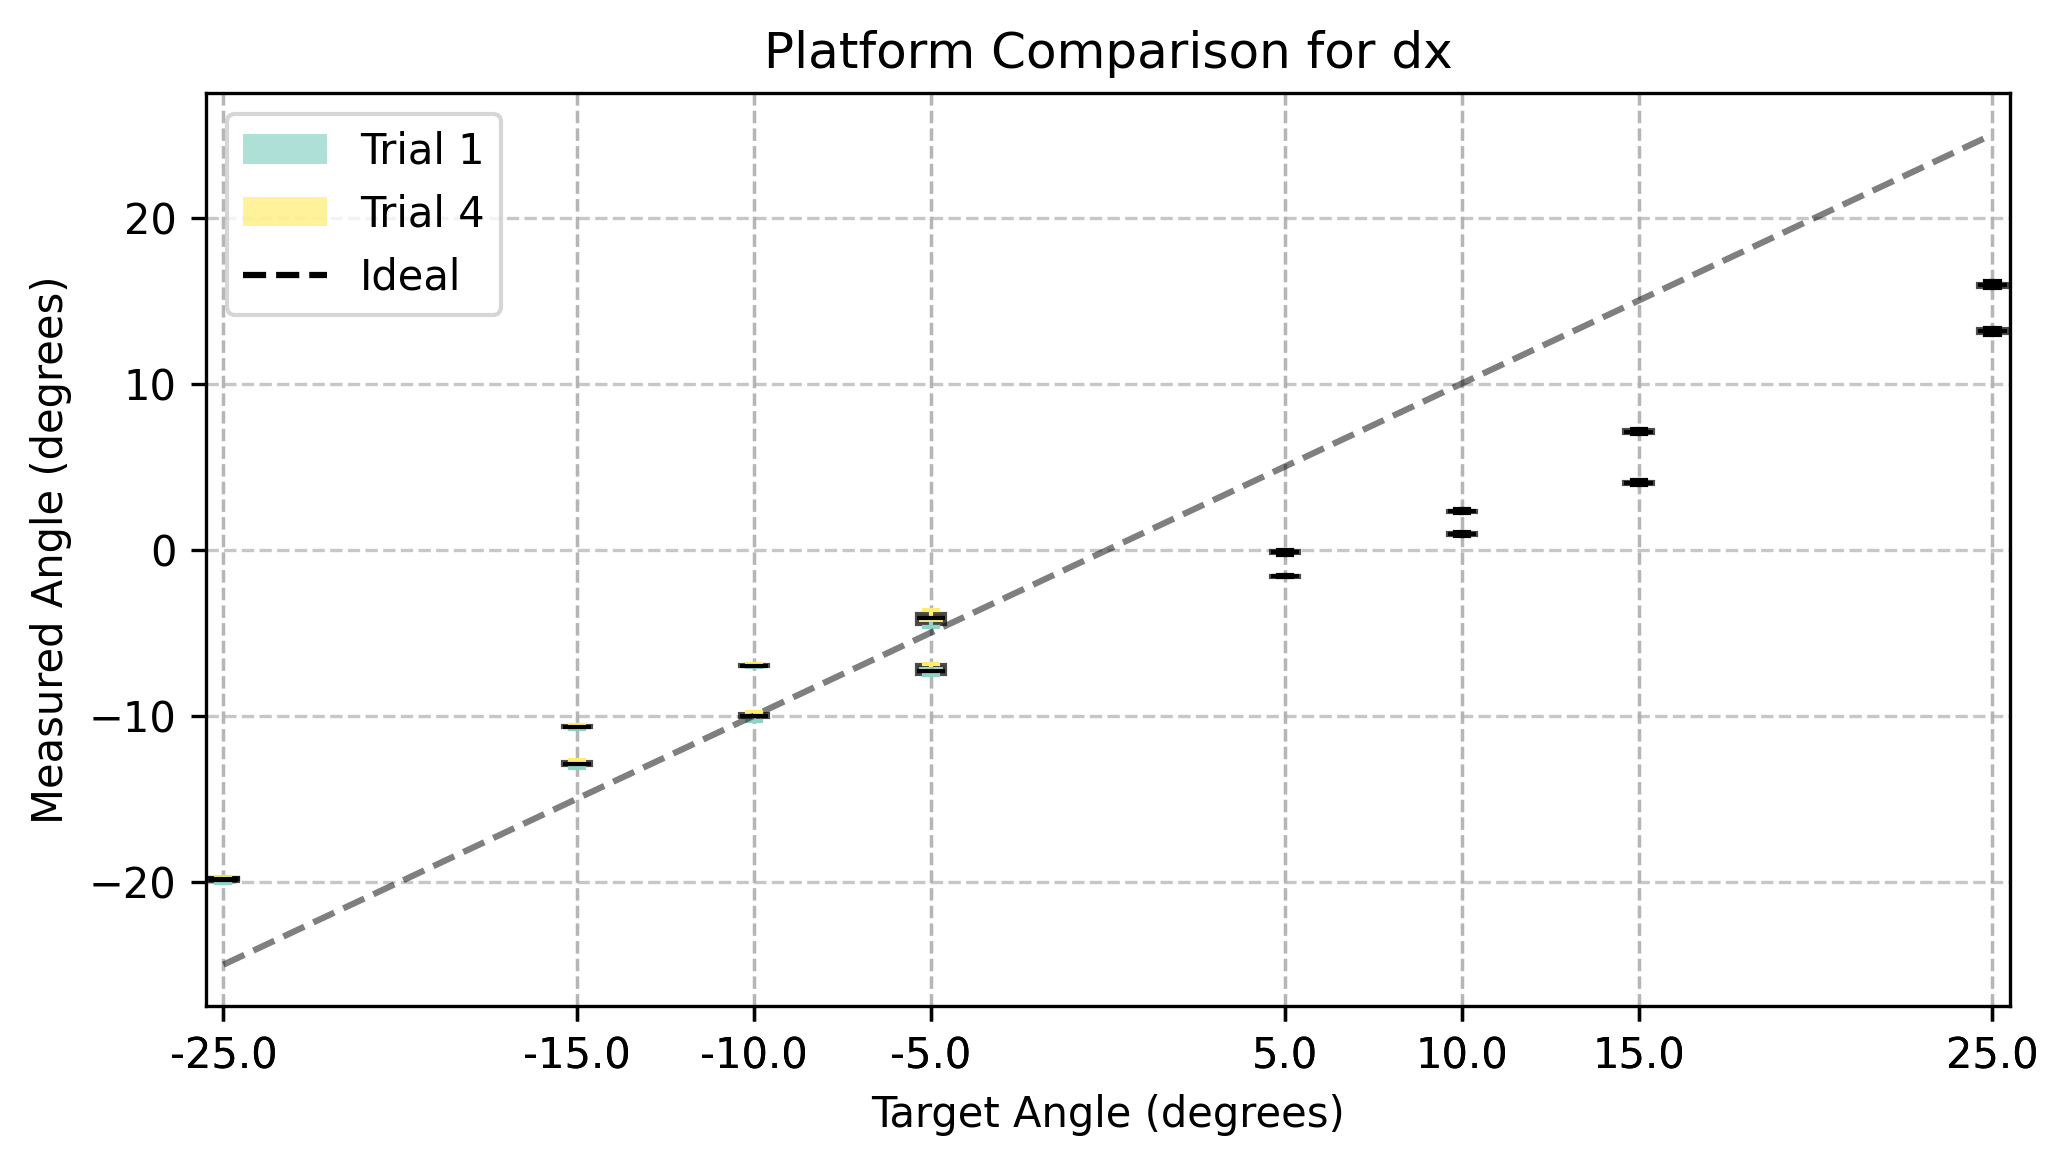 Platform Comparison for dx
Trial 1
Trial 4
Ideal
Measured Angle (degrees)
20
10
0
−10
−20
-25.0 -15.0 -10.0 -5.0 5.0 10.0 15.0 25.0
Target Angle (degrees)